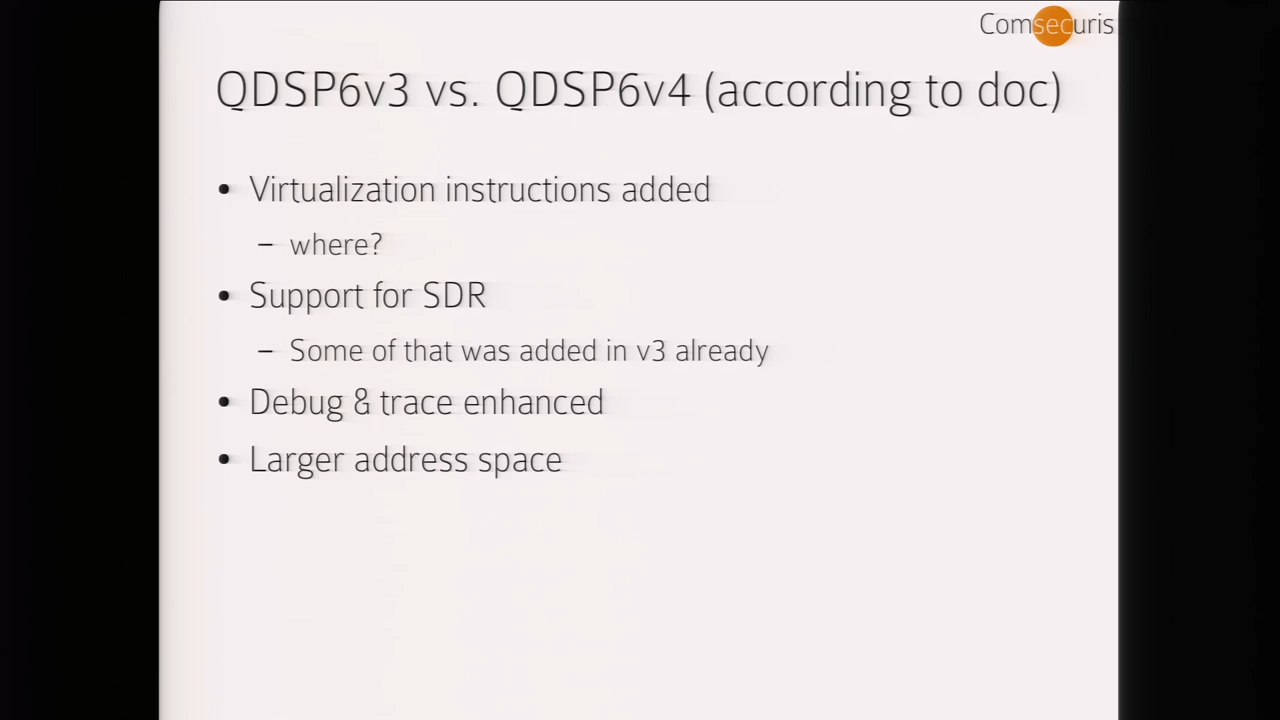 Comsecuris
QDSP6v3 vs. QDSP6v4 (according to doc)
• Virtualization instructions added
– where?
• Support for SDR
– Some of that was added in v3 already
• Debug & trace enhanced
• Larger address space